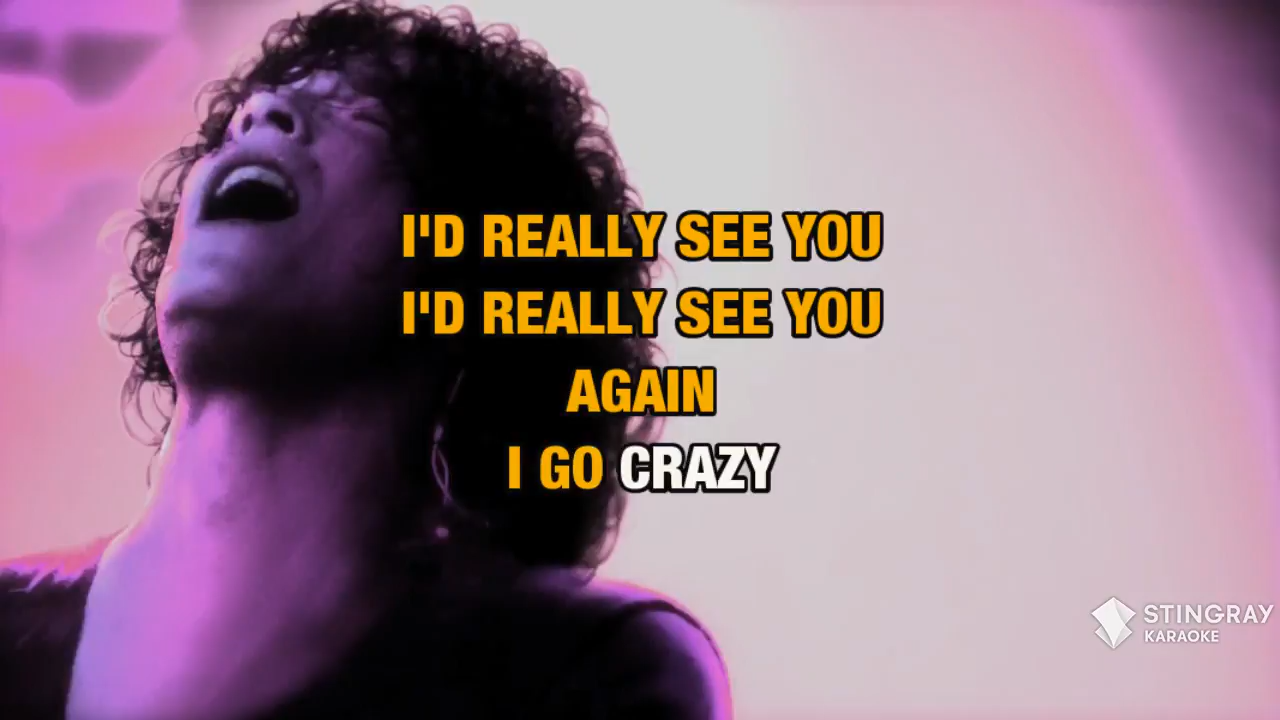 I'D REALLY SEE YOU
I'D REALLY SEE YOU
AGAIN
I GO CRAZY
STINGRAY
KARAOKE